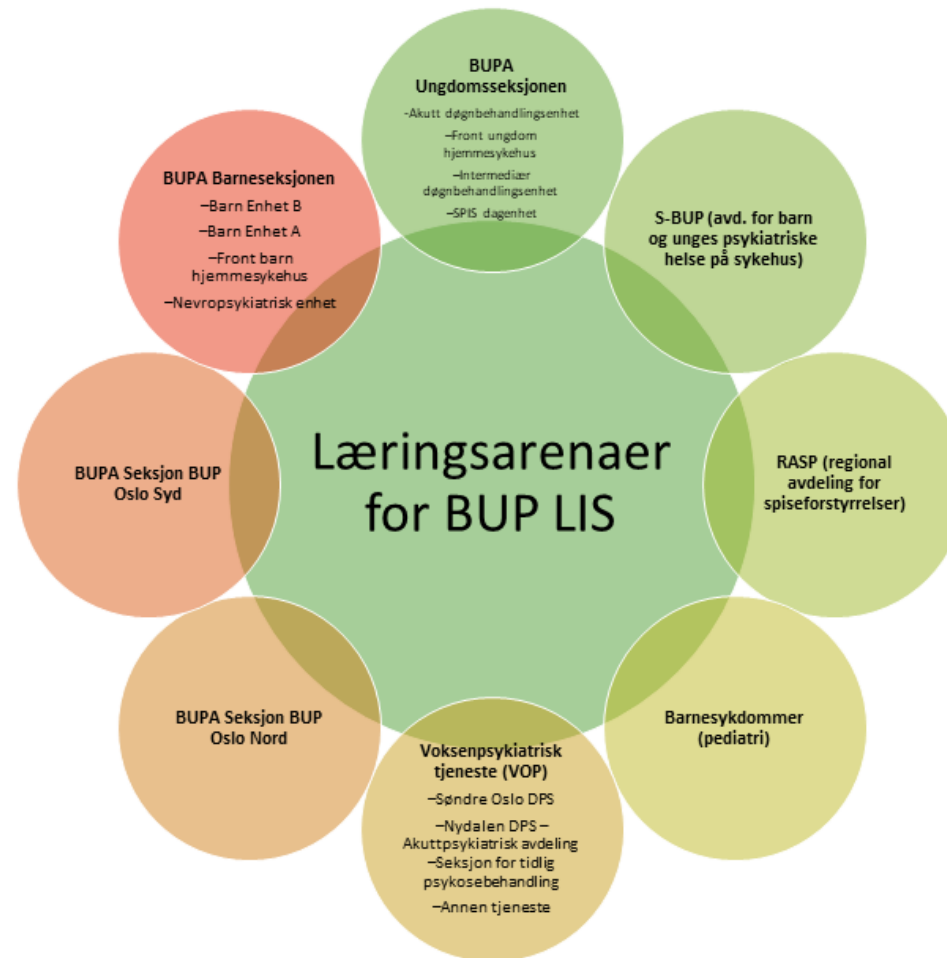 BUPA
Ungdomsseksjonen
-Akutt døgnbehandlingsenhet
–Front ungdom
hjemmesykehus
–Intermediær
døgnbehandlingsenhet
–SPIS dagenhet
S-BUP (avd. for barn
og unges psykiatriske
helse på sykehus)
RASP (regional
avdeling for
spiseforstyrrelser)
Barnesykdommer
(pediatri)
Voksenpsykiatrisk
tjeneste (VOP)
–Søndre Oslo DPS
–Nydalen DPS –
Akuttpsykiatrisk avdeling
–Seksjon for tidlig
psykosebehandling
–Annen tjeneste
BUPA Seksjon BUP
Oslo Nord
BUPA Seksjon BUP
Oslo Syd
BUPA Barneseksjonen
–Barn Enhet B
–Barn Enhet A
–Front barn
hjemmesykehus
–Nevropsykiatrisk enhet
Læringsarenaer
for BUP LIS